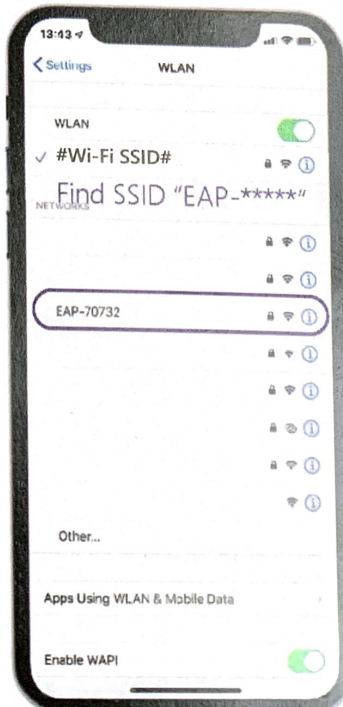 13:43
Settings
WLAN
WLAN
#Wi-Fi SSID#
Find SSID "EAP-*****"
NETWORKS
EAP-70732
Other...
Apps Using WLAN & Mobile Data
Enable WAPI